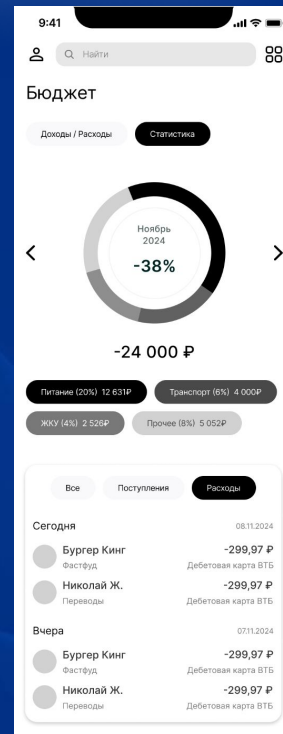 9:41
Найти
Бюджет
Доходы / Расходы Статистика
Ноябрь
2024
-38%
-24 000 ₽
Питание (20%) 12 631₽ Транспорт (6%) 4 000₽
ЖКУ (4%) 2 526₽ Прочее (8%) 5 052₽
Все Поступления Расходы
Сегодня 08.11.2024
Бургер Кинг -299,97 ₽
Фастфуд Дебетовая карта ВТБ
Николай Ж. -299,97 ₽
Переводы Дебетовая карта ВТБ
Вчера 07.11.2024
Бургер Кинг -299,97 ₽
Фастфуд Дебетовая карта ВТБ
Николай Ж. -299,97 ₽
Переводы Дебетовая карта ВТБ